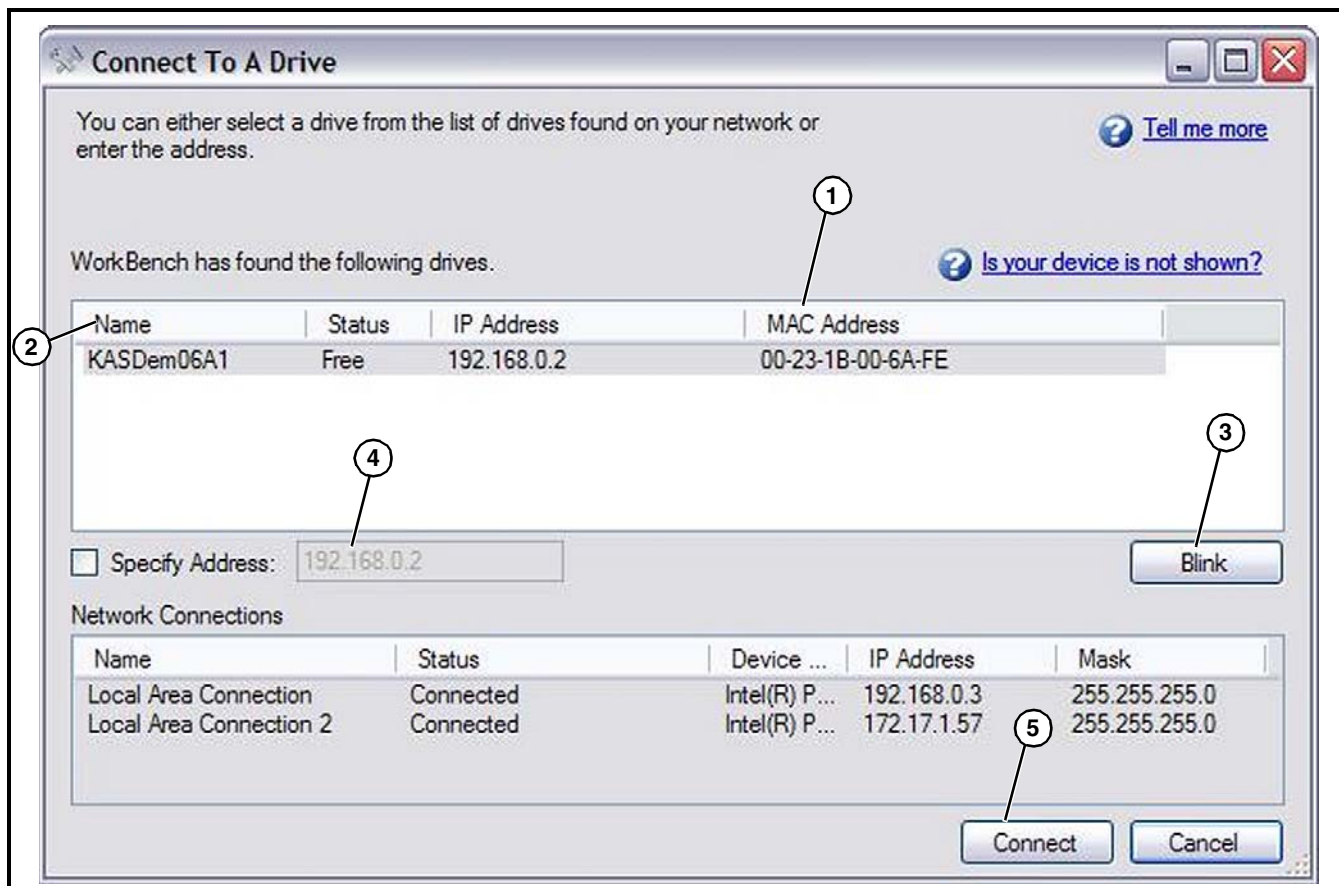 Connect To A Drive
You can either select a drive from the list of drives found on your network or
enter the address.
Tell me more
1
WorkBench has found the following drives.
Is your device is not shown?
2
Name Status IP Address MAC Address
KASDem06A1 Free 192.168.0.2 00-23-1B-00-6A-FE
3
4
Specify Address: 192.168.0.2
Blink
Network Connections
Name Status Device ... IP Address Mask
Local Area Connection Connected Intel(R) P... 192.168.0.3 255.255.255.0
Local Area Connection 2 Connected Intel(R) P... 172.17.1.57 255.255.255.0
5
Connect Cancel